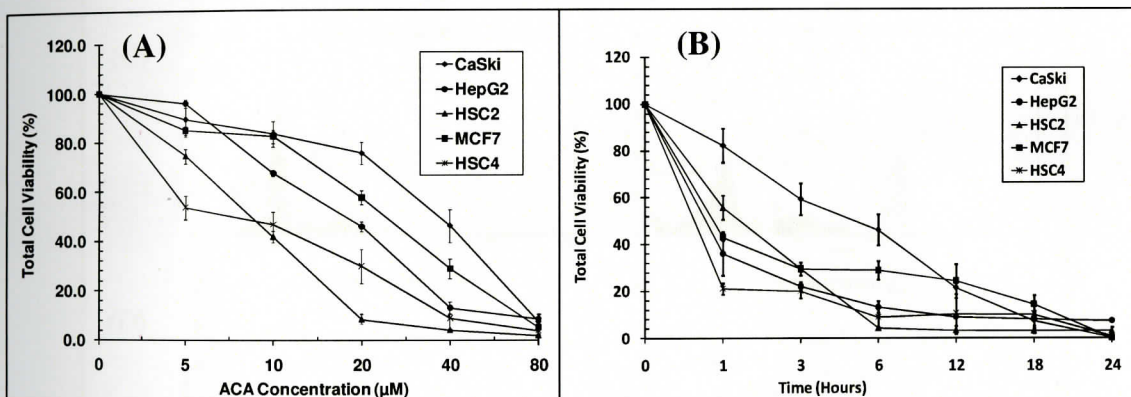 (A)
Total Cell Viability (%)
120.0
100.0
80.0
60.0
40.0
20.0
0.0
0 5 10 20 40 80
ACA Concentration (μM)
CaSki
HepG2
HSC2
MCF7
HSC4
(B)
Total Cell Viability (%)
120
100
80
60
40
20
0
0 1 3 6 12 18 24
Time (Hours)
CaSki
HepG2
HSC2
MCF7
HSC4